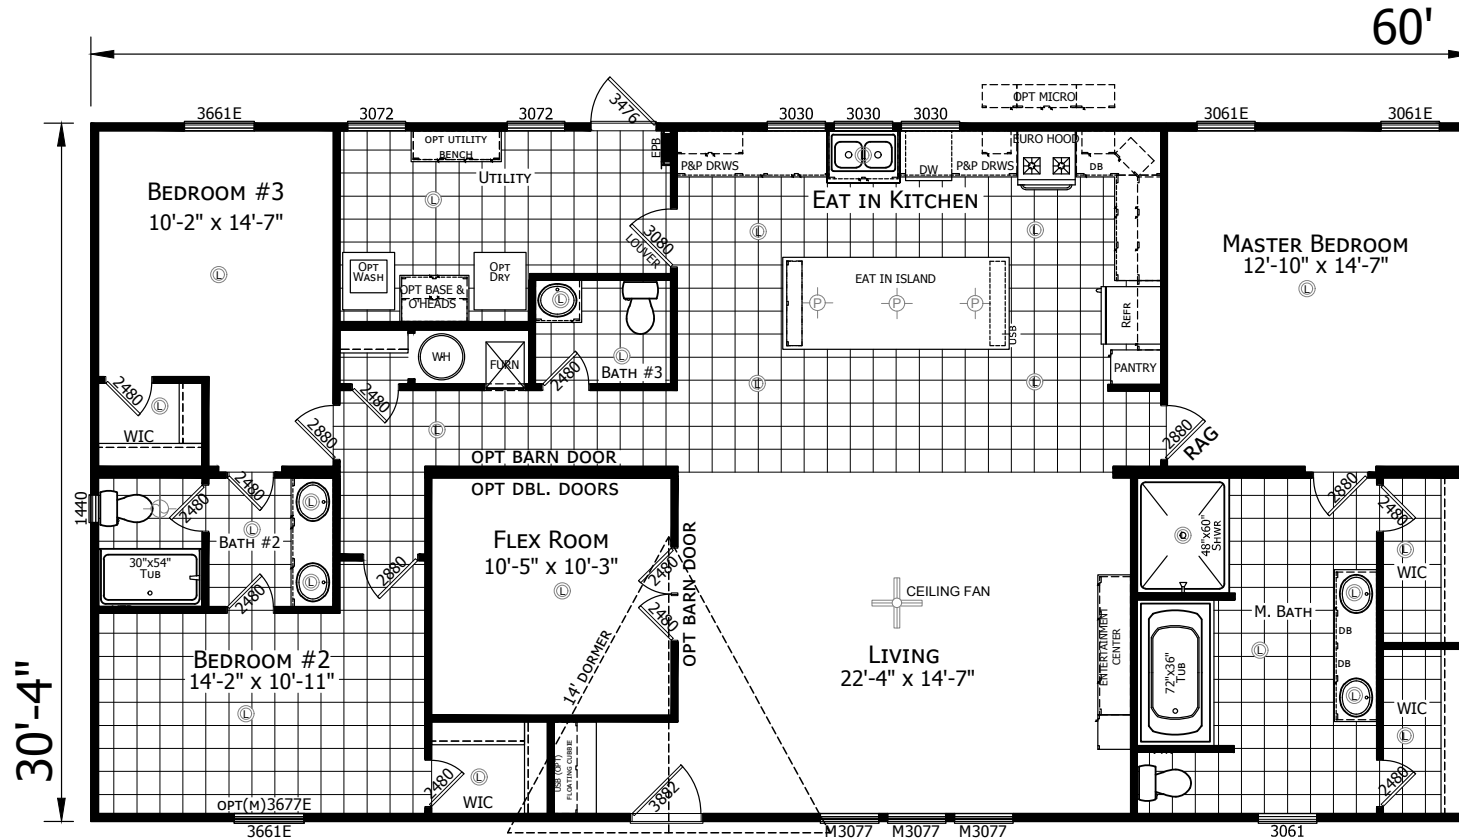 60'
30'-4"
3661E
3072
3072
3476
3030
3030
3030
OPT MICRO
3061E
3061E
OPT UTILITY
BENCH
EPB
P&P DRWS
L
DW
P&P DRWS
EURO HOOD
DB
BEDROOM #3
10'-2" x 14'-7"
L
UTILITY
L
EAT IN KITCHEN
L
L
3080
LOUVER
MASTER BEDROOM
12'-10" x 14'-7"
L
OPT
WASH
OPT BASE &
O'HEADS
OPT
DRY
EAT IN ISLAND
P
P
P
USB
REFR
PANTRY
L
WH
FURN
L
BATH #3
2480
2480
L
L
2480
L
WIC
2880
L
2880
RAG
OPT BARN DOOR
OPT DBL. DOORS
1440
2480
2480
L
L
BATH #2
L
30"x54"
TUB
2480
2880
FLEX ROOM
10'-5" x 10'-3"
L
2480
2480
OPT BARN DOOR
14' DORMER
CEILING FAN
LIVING
22'-4" x 14'-7"
ENTERTAINMENT
CENTER
48"x60"
SHWR
2880
2480
L
WIC
M. BATH
L
L
DB
DB
L
72"x36"
TUB
WIC
L
2480
BEDROOM #2
14'-2" x 10'-11"
L
OPT(M)3677E
3661E
2480
L
WIC
USB (OPT)
FLOATING CUBBIE
3882
M3077
M3077
M3077
3061